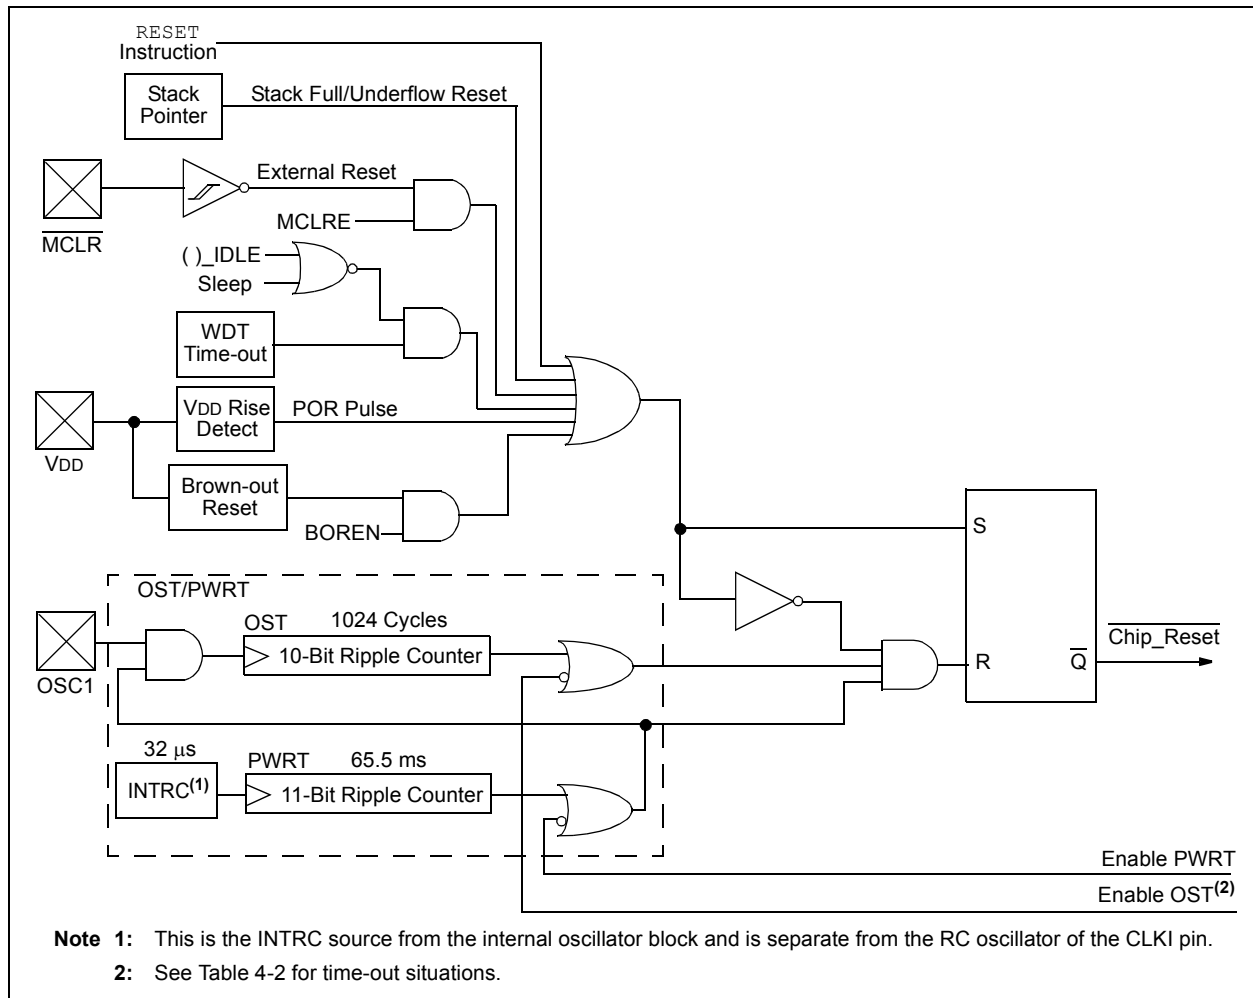 RESET
Instruction
Stack
Pointer
Stack Full/Underflow Reset
External Reset
MCLRE
MCLR
( )_IDLE
Sleep
WDT
Time-out
VDD Rise
Detect
POR Pulse
VDD
Brown-out
Reset
BOREN
S
OST/PWRT
OST
1024 Cycles
10-Bit Ripple Counter
OSC1
R
Q
Chip_Reset
32 μs
INTRC(1)
PWRT
65.5 ms
11-Bit Ripple Counter
Enable PWRT
Enable OST(2)
Note 1: This is the INTRC source from the internal oscillator block and is separate from the RC oscillator of the CLKI pin.
2: See Table 4-2 for time-out situations.